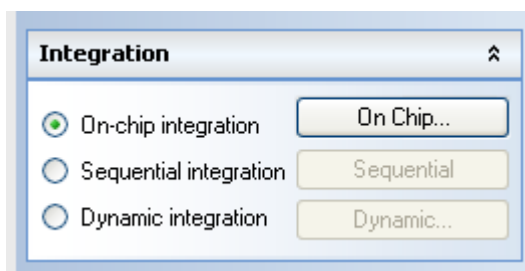 Integration
On-chip integration On Chip...
Sequential integration Sequential
Dynamic integration Dynamic...